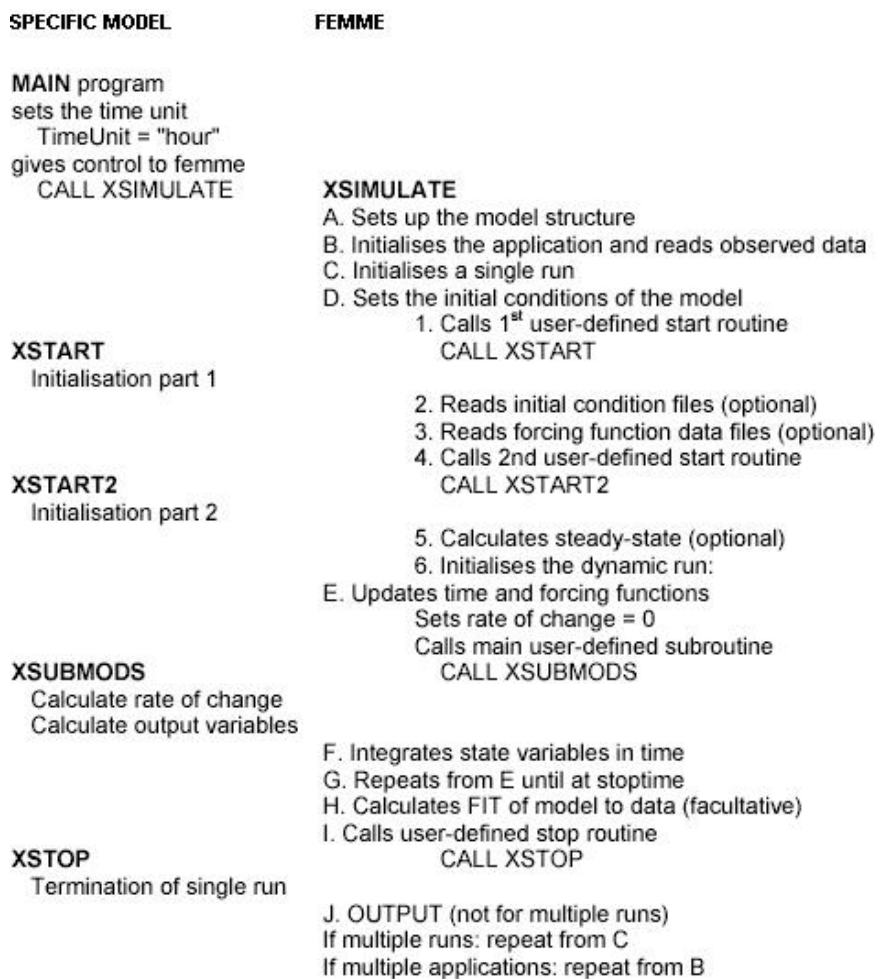 SPECIFIC MODEL FEMME
MAIN program
sets the time unit
TimeUnit = "hour"
gives control to femme
CALL XSIMULATE XSIMULATE
A. Sets up the model structure
B. Initialises the application and reads observed data
C. Initialises a single run
D. Sets the initial conditions of the model
1. Calls 1st user-defined start routine
XSTART CALL XSTART
Initialisation part 1
2. Reads initial condition files (optional)
3. Reads forcing function data files (optional)
4. Calls 2nd user-defined start routine
XSTART2 CALL XSTART2
Initialisation part 2
5. Calculates steady-state (optional)
6. Initialises the dynamic run:
E. Updates time and forcing functions
Sets rate of change = 0
Calls main user-defined subroutine
XSUBMODS CALL XSUBMODS
Calculate rate of change
Calculate output variables
F. Integrates state variables in time
G. Repeats from E until at stoptime
H. Calculates FIT of model to data (facultative)
I. Calls user-defined stop routine
XSTOP CALL XSTOP
Termination of single run
J. OUTPUT (not for multiple runs)
If multiple runs: repeat from C
If multiple applications: repeat from B